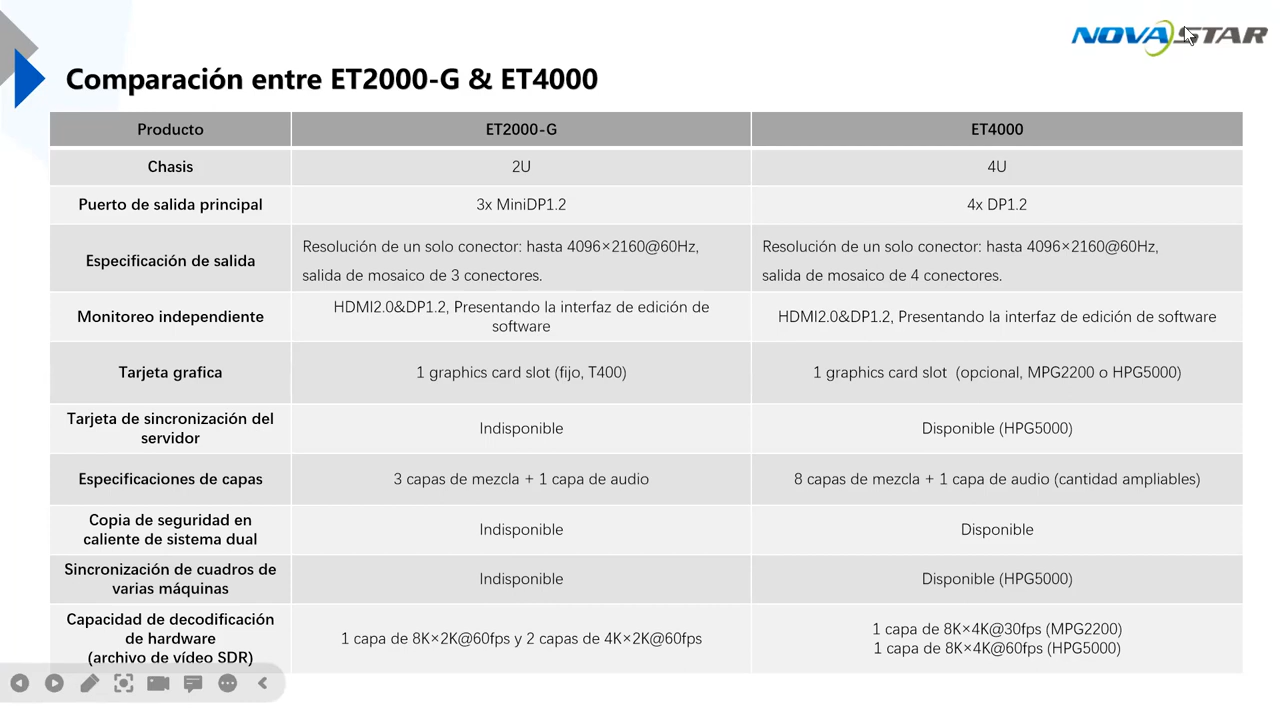 NOVASTAR
Comparación entre ET2000-G & ET4000
Producto ET2000-G ET4000
Chasis 2U 4U
Puerto de salida principal 3x MiniDP1.2 4x DP1.2
Especificación de salida
Resolución de un solo conector: hasta 4096×2160@60Hz,
salida de mosaico de 3 conectores.
Resolución de un solo conector: hasta 4096×2160@60Hz,
salida de mosaico de 4 conectores.
Monitoreo independiente
HDMI2.0&DP1.2, Presentando la interfaz de edición de
software
HDMI2.0&DP1.2, Presentando la interfaz de edición de software
Tarjeta grafica 1 graphics card slot (fijo, T400) 1 graphics card slot (opcional, MPG2200 o HPG5000)
Tarjeta de sincronización del
servidor
Indisponible Disponible (HPG5000)
Especificaciones de capas 3 capas de mezcla + 1 capa de audio 8 capas de mezcla + 1 capa de audio (cantidad ampliables)
Copia de seguridad en
caliente de sistema dual
Indisponible Disponible
Sincronización de cuadros de
varias máquinas
Indisponible Disponible (HPG5000)
Capacidad de decodificación
de hardware
(archivo de vídeo SDR)
1 capa de 8K×2K@60fps y 2 capas de 4K×2K@60fps
1 capa de 8K×4K@30fps (MPG2200)
1 capa de 8K×4K@60fps (HPG5000)